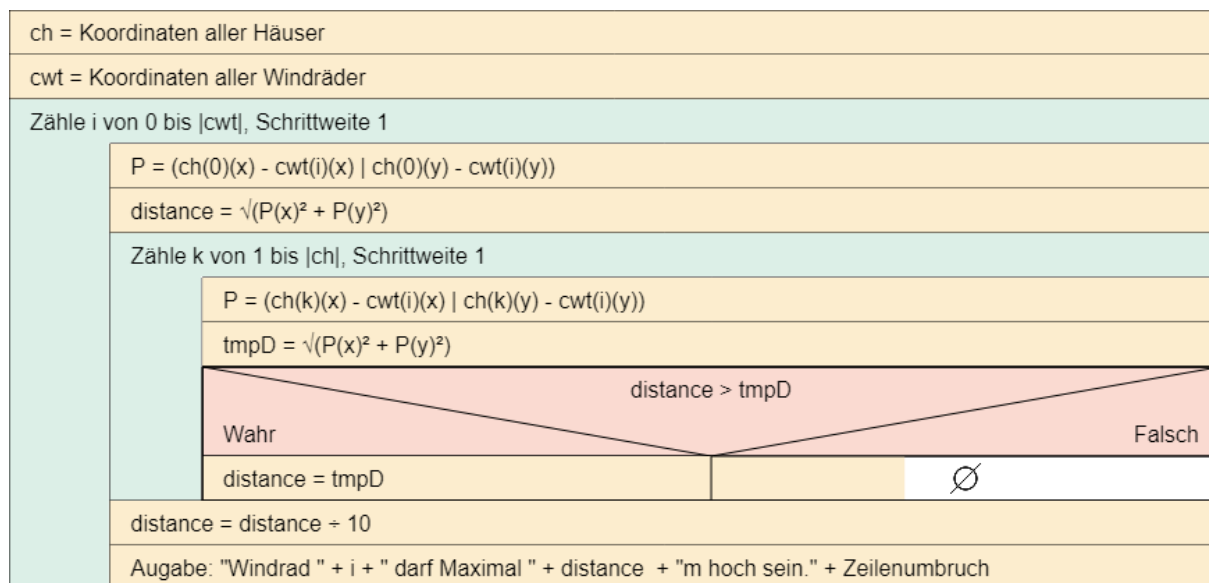 ch = Koordinaten aller Häuser
cwt = Koordinaten aller Windräder
Zähle i von 0 bis |cwt|, Schrittweite 1
P = (ch(0)(x) - cwt(i)(x) | ch(0)(y) - cwt(i)(y))
distance = √(P(x)² + P(y)²)
Zähle k von 1 bis |ch|, Schrittweite 1
P = (ch(k)(x) - cwt(i)(x) | ch(k)(y) - cwt(i)(y))
tmpD = √(P(x)² + P(y)²)
distance > tmpD
Wahr
Falsch
distance = tmpD
∅
distance = distance ÷ 10
Augabe: "Windrad " + i + " darf Maximal " + distance + "m hoch sein." + Zeilenumbruch